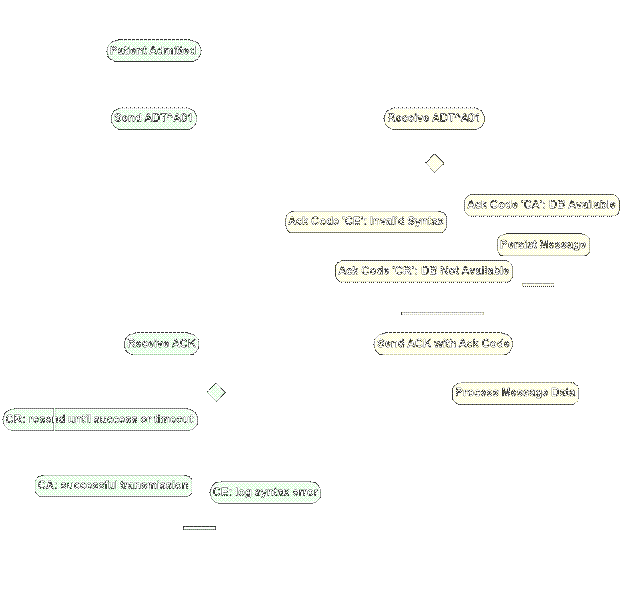 Patient Admitted
Send ADT^A01
Receive ADT^A01
Ack Code 'CA': DB Available
Ack Code 'CE': Invalid Syntax
Persist Message
Ack Code 'CR': DB Not Available
Receive ACK
Send ACK with Ack Code
Process Message Data
CR: resend until success or timeout
CA: successful transmission
CE: log syntax error